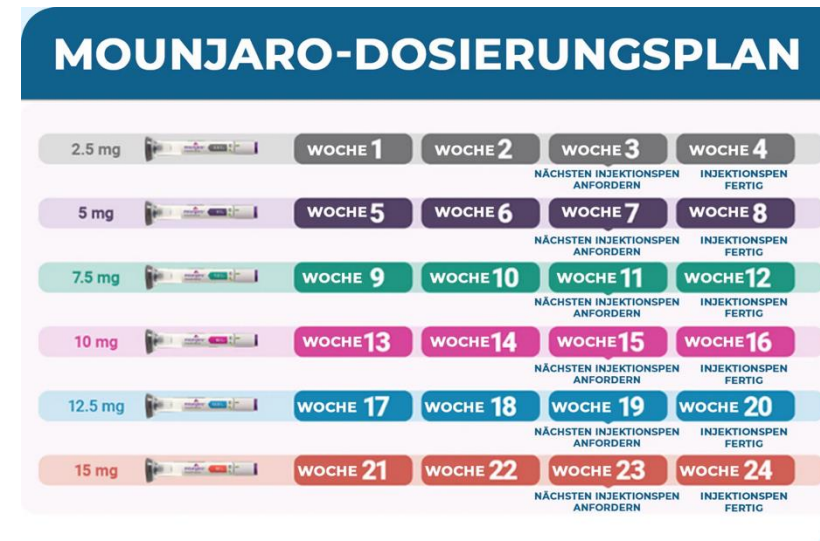 MOUNJARO-DOSIERUNGSPLAN
2.5 mg WOCHE 1 WOCHE 2 WOCHE 3 WOCHE 4
NÄCHSTEN INJEKTIONSPEN INJEKTIONSPEN
ANFORDERN FERTIG
5 mg WOCHE 5 WOCHE 6 WOCHE 7 WOCHE 8
NÄCHSTEN INJEKTIONSPEN INJEKTIONSPEN
ANFORDERN FERTIG
7.5 mg WOCHE 9 WOCHE 10 WOCHE 11 WOCHE 12
NÄCHSTEN INJEKTIONSPEN INJEKTIONSPEN
ANFORDERN FERTIG
10 mg WOCHE 13 WOCHE 14 WOCHE 15 WOCHE 16
NÄCHSTEN INJEKTIONSPEN INJEKTIONSPEN
ANFORDERN FERTIG
12.5 mg WOCHE 17 WOCHE 18 WOCHE 19 WOCHE 20
NÄCHSTEN INJEKTIONSPEN INJEKTIONSPEN
ANFORDERN FERTIG
15 mg WOCHE 21 WOCHE 22 WOCHE 23 WOCHE 24
NÄCHSTEN INJEKTIONSPEN INJEKTIONSPEN
ANFORDERN FERTIG